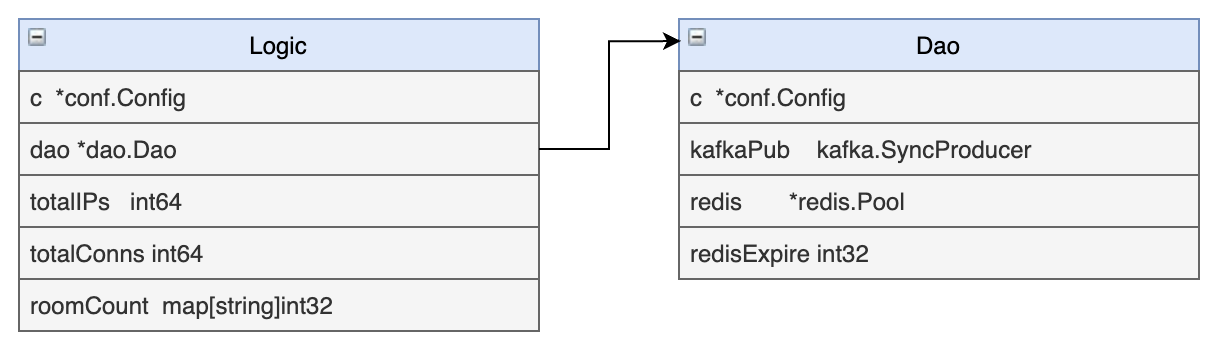 Logic
c *conf.Config
dao *dao.Dao
totalIPs int64
totalConns int64
roomCount map[string]int32
Dao
c *conf.Config
kafkaPub kafka.SyncProducer
redis *redis.Pool
redisExpire int32